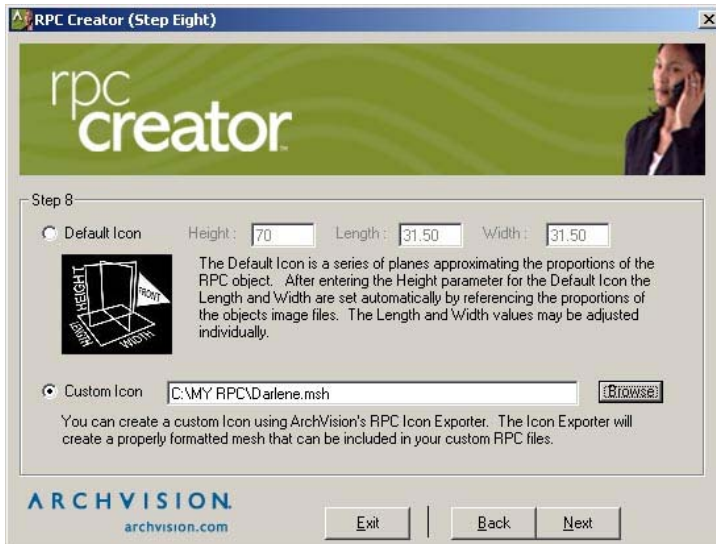 RPC Creator (Step Eight)
rpc
creator™
Step 8
Default Icon Height : 70 Length : 31.50 Width : 31.50
HEIGHT
FRONT
LENGTH
WIDTH
The Default Icon is a series of planes approximating the proportions of the
RPC object. After entering the Height parameter for the Default Icon the
Length and Width are set automatically by referencing the proportions of
the objects image files. The Length and Width values may be adjusted
individually.
Custom Icon C:\MY RPC\Darlene.msh Browse
You can create a custom Icon using ArchVision's RPC Icon Exporter. The Icon Exporter will
create a properly formatted mesh that can be included in your custom RPC files.
ARCHVISION.
archvision.com
Exit Back Next